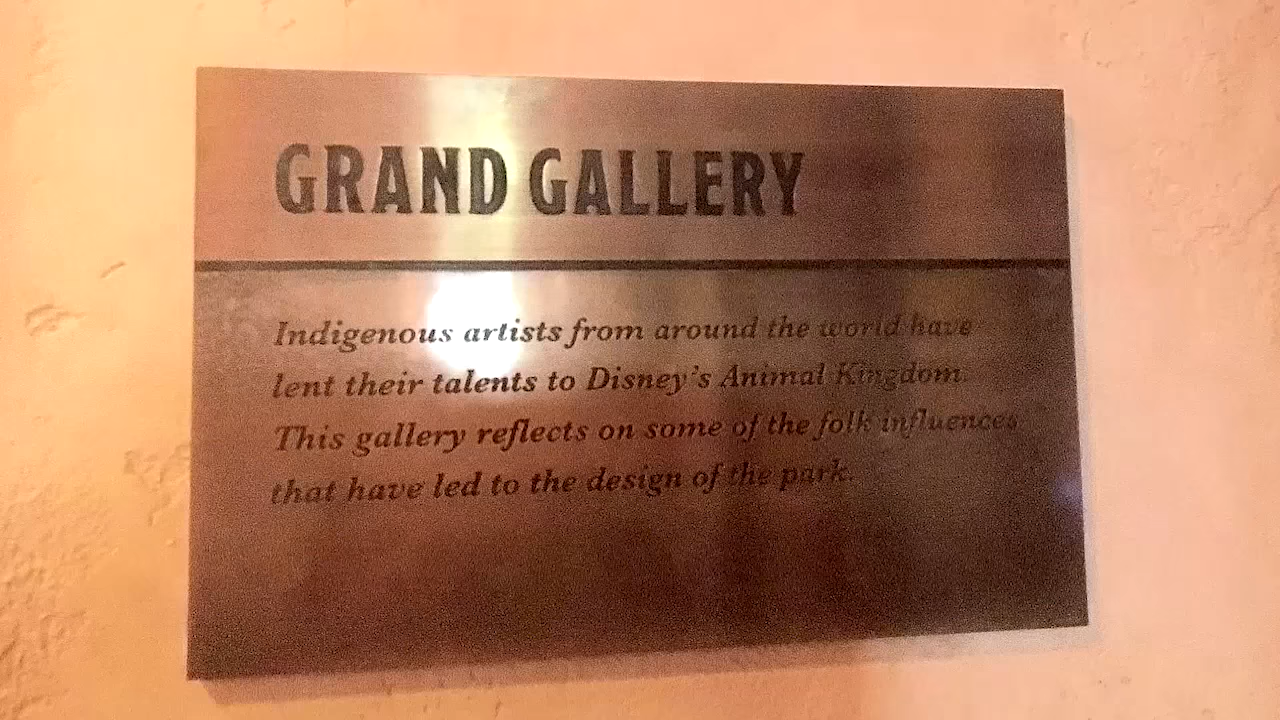 GRAND GALLERY
Indigenous artists from around the world have
lent their talents to Disney's Animal Kingdom.
This gallery reflects on some of the folk influences
that have led to the design of the park.